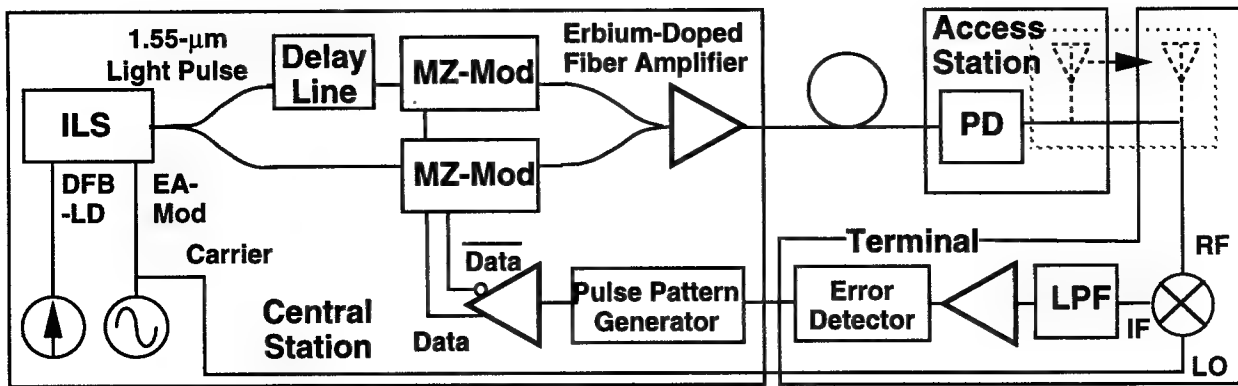 1.55-μm
Light Pulse
ILS
Delay
Line
MZ-Mod
MZ-Mod
Erbium-Doped
Fiber Amplifier
Access
Station
PD
DFB
-LD
EA-
Mod
Carrier
Central
Station
Data
Data
Pulse Pattern
Generator
Terminal
Error
Detector
LPF
IF
RF
LO